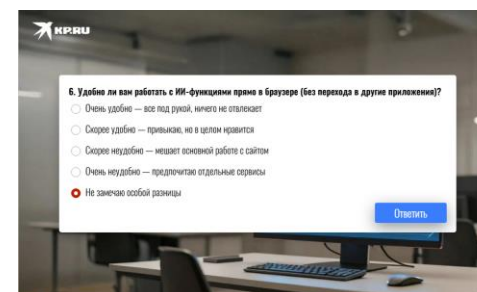 KP.RU
6. Удобно ли вам работать с ИИ-функциями прямо в браузере (без перехода в другие приложения)?
Очень удобно — все под рукой, ничего не отвлекает
Скорее удобно — привыкаю, но в целом нравится
Скорее неудобно — мешает основной работе с сайтом
Очень неудобно — предпочитаю отдельные сервисы
Не замечаю особой разницы
Ответить